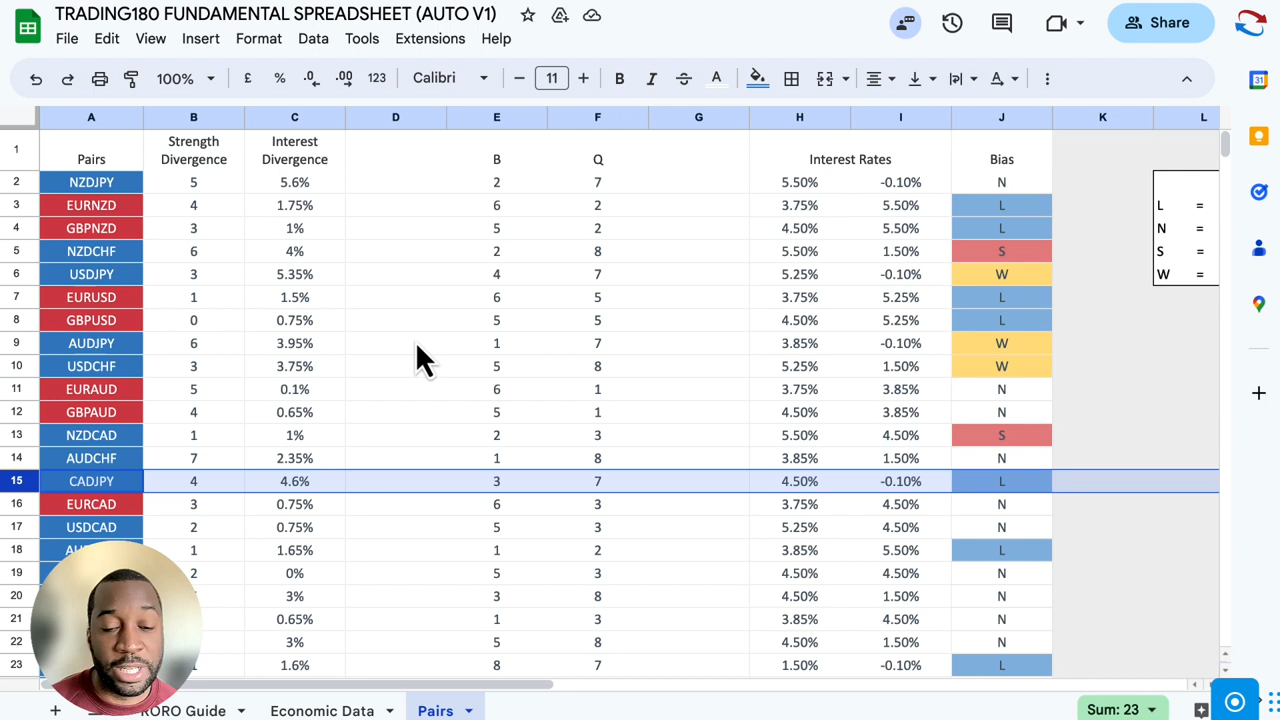 TRADING180 FUNDAMENTAL SPREADSHEET (AUTO V1)
Share
File Edit View Insert Format Data Tools Extensions Help
100% £ % .0 .00 123 Calibri 11 B I S A
31
A B C D E F G H I J K L
1 Pairs Strength Divergence Interest Divergence B Q Interest Rates Bias
2 NZDJPY 5 5.6% 2 7 5.50% -0.10% N
3 EURNZD 4 1.75% 6 2 3.75% 5.50% L L =
4 GBPNZD 3 1% 5 2 4.50% 5.50% L N =
5 NZDCHF 6 4% 2 8 5.50% 1.50% S S =
6 USDJPY 3 5.35% 4 7 5.25% -0.10% W W =
7 EURUSD 1 1.5% 6 5 3.75% 5.25% L
8 GBPUSD 0 0.75% 5 5 4.50% 5.25% L
9 AUDJPY 6 3.95% 1 7 3.85% -0.10% W
10 USDCHF 3 3.75% 5 8 5.25% 1.50% W
11 EURAUD 5 0.1% 6 1 3.75% 3.85% N
12 GBPAUD 4 0.65% 5 1 4.50% 3.85% N
13 NZDCAD 1 1% 2 3 5.50% 4.50% S
14 AUDCHF 7 2.35% 1 8 3.85% 1.50% N
15 CADJPY 4 4.6% 3 7 4.50% -0.10% L
16 EURCAD 3 0.75% 6 3 3.75% 4.50% N
17 USDCAD 2 0.75% 5 3 5.25% 4.50% N
18 1 1.65% 1 2 3.85% 5.50% L
19 2 0% 5 3 4.50% 4.50% N
20 3% 3 8 4.50% 1.50% N
21 0.65% 1 3 3.85% 4.50% N
22 3% 5 8 4.50% 1.50% N
23 1.6% 8 7 1.50% -0.10% L
RORO Guide Economic Data Pairs Sum: 23